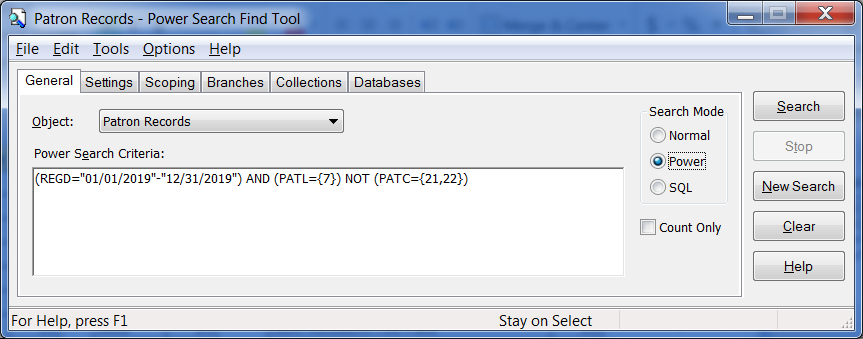 Patron Records - Power Search Find Tool
File Edit Tools Options Help
General Settings Scoping Branches Collections Databases
Object: Patron Records
Power Search Criteria:
(REGD="01/01/2019"-"12/31/2019") AND (PATL={7}) NOT (PATC={21,22})
Search Mode
Normal
Power
SQL
Count Only
Search
Stop
New Search
Clear
Help
For Help, press F1 Stay on Select